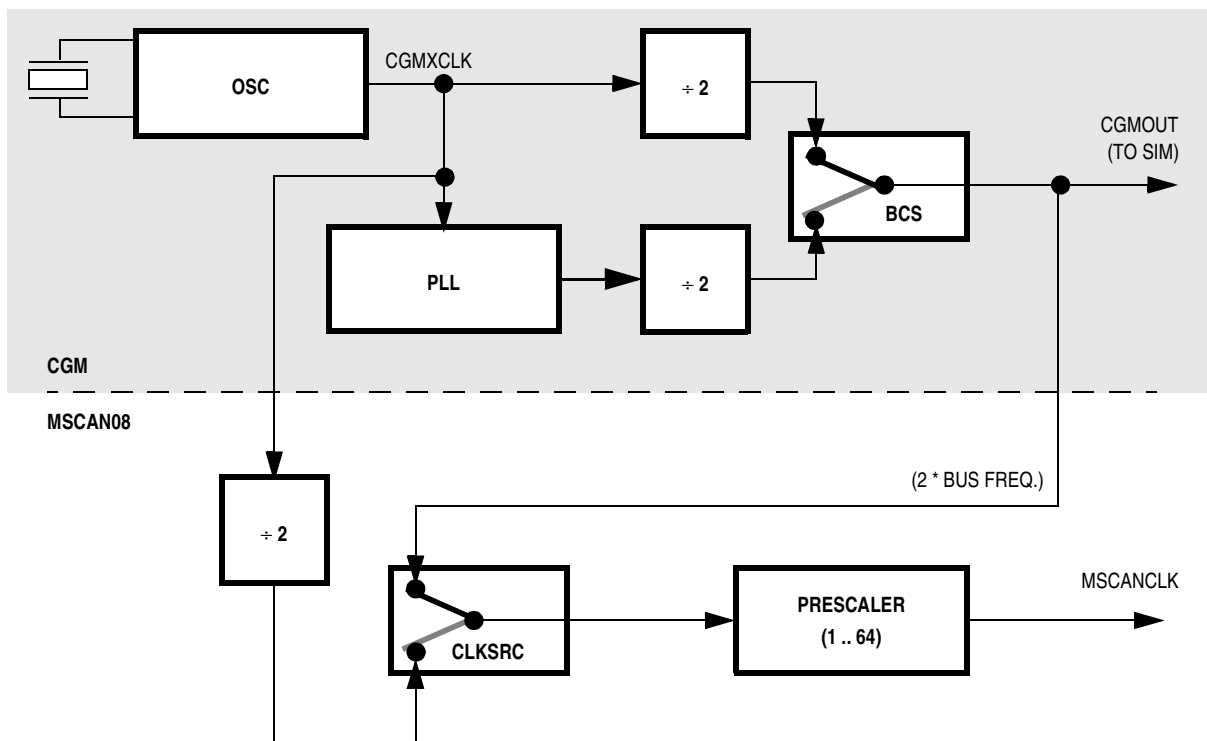 CGMXCLK
OSC
÷ 2
CGMOUT
(TO SIM)
BCS
PLL
÷ 2
CGM
MSCAN08
(2 * BUS FREQ.)
÷ 2
MSCANCLK
PRESCALER
(1 .. 64)
CLKSRC